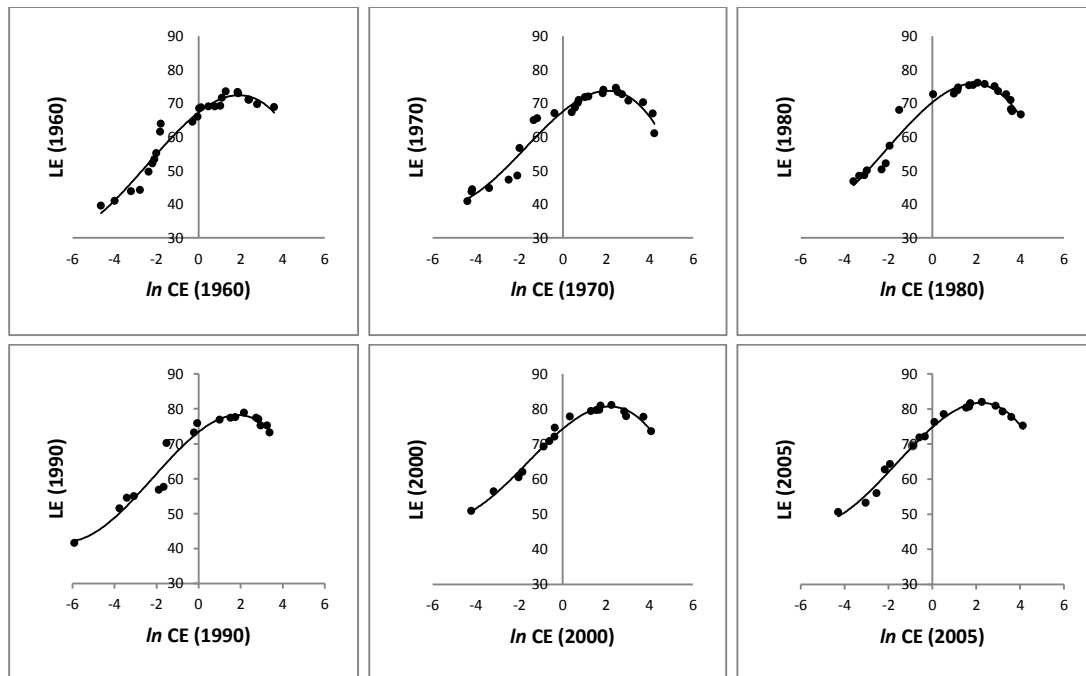 LE (1960)
90
80
70
60
50
40
30
-6 -4 -2 0 2 4 6
ln CE (1960)
LE (1970)
90
80
70
60
50
40
30
-6 -4 -2 0 2 4 6
ln CE (1970)
LE (1980)
90
80
70
60
50
40
30
-6 -4 -2 0 2 4 6
ln CE (1980)
LE (1990)
90
80
70
60
50
40
30
-6 -4 -2 0 2 4 6
ln CE (1990)
LE (2000)
90
80
70
60
50
40
30
-6 -4 -2 0 2 4 6
ln CE (2000)
LE (2005)
90
80
70
60
50
40
30
-6 -4 -2 0 2 4 6
ln CE (2005)